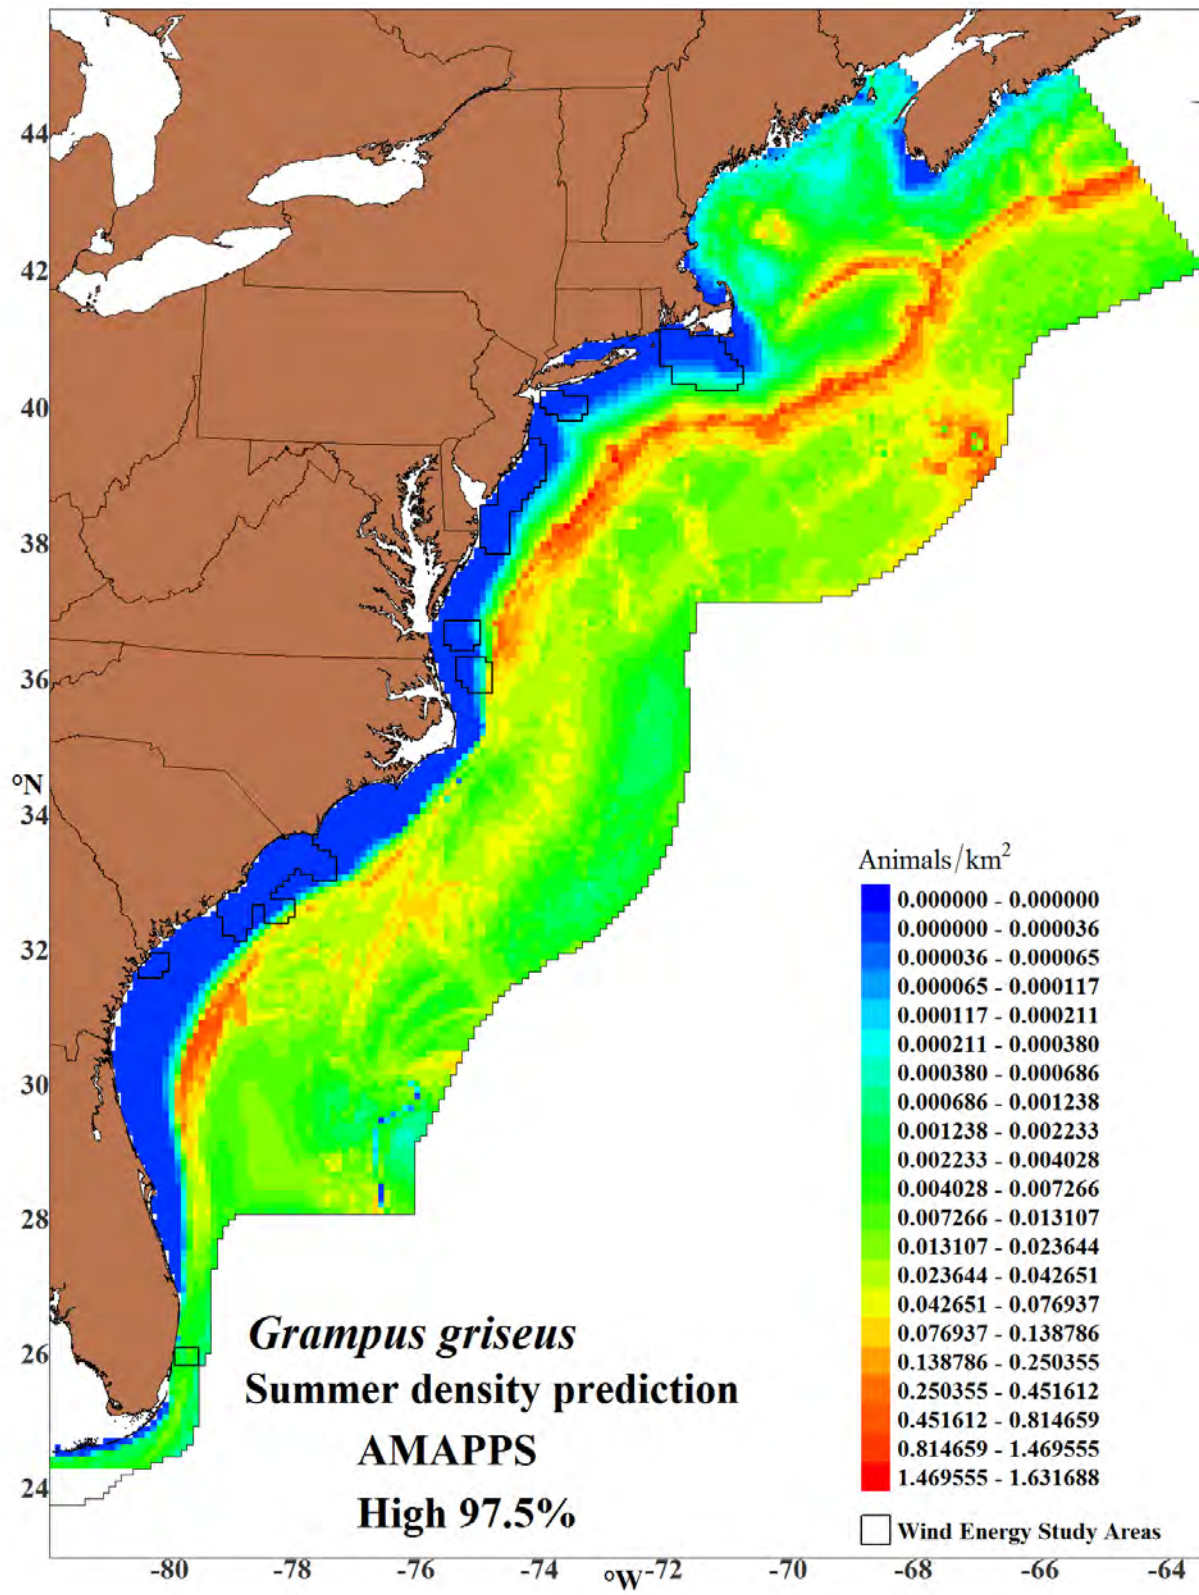 44
42
40
38
36
°N
34
32
30
28
26
24
Animals/km²
0.000000 - 0.000000
0.000000 - 0.000036
0.000036 - 0.000065
0.000065 - 0.000117
0.000117 - 0.000211
0.000211 - 0.000380
0.000380 - 0.000686
0.000686 - 0.001238
0.001238 - 0.002233
0.002233 - 0.004028
0.004028 - 0.007266
0.007266 - 0.013107
0.013107 - 0.023644
0.023644 - 0.042651
0.042651 - 0.076937
0.076937 - 0.138786
0.138786 - 0.250355
0.250355 - 0.451612
0.451612 - 0.814659
0.814659 - 1.469555
1.469555 - 1.631688
Wind Energy Study Areas
Grampus griseus
Summer density prediction
AMAPPS
High 97.5%
-80 -78 -76 -74 °W -72 -70 -68 -66 -64